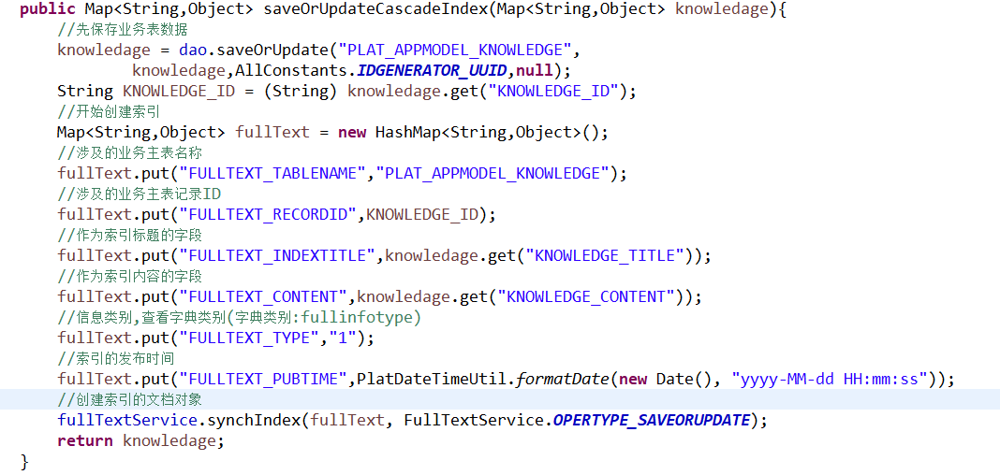 public Map<String,Object> saveOrUpdateCascadeIndex(Map<String,Object> knowledage){
//先保存业务表数据
knowledage = dao.saveOrUpdate("PLAT_APPMODEL_KNOWLEDGE",
knowledage,AllConstants.IDGENERATOR_UUID,null);
String KNOWLEDGE_ID = (String) knowledage.get("KNOWLEDGE_ID");
//开始创建索引
Map<String,Object> fullText = new HashMap<String,Object>();
//涉及的业务主表名称
fullText.put("FULLTEXT_TABLENAME","PLAT_APPMODEL_KNOWLEDGE");
//涉及的业务主表记录ID
fullText.put("FULLTEXT_RECORDID",KNOWLEDGE_ID);
//作为索引标题的字段
fullText.put("FULLTEXT_INDEXTITLE",knowledage.get("KNOWLEDGE_TITLE"));
//作为索引内容的字段
fullText.put("FULLTEXT_CONTENT",knowledage.get("KNOWLEDGE_CONTENT"));
//信息类别,查看字典类别(字典类别:fullinfotype)
fullText.put("FULLTEXT_TYPE","1");
//索引的发布时间
fullText.put("FULLTEXT_PUBTIME",PlatDateTimeUtil.formatDate(new Date(), "yyyy-MM-dd HH:mm:ss"));
//创建索引的文档对象
fullTextService.synchIndex(fullText, FullTextService.OPERTYPE_SAVEORUPDATE);
return knowledage;
}